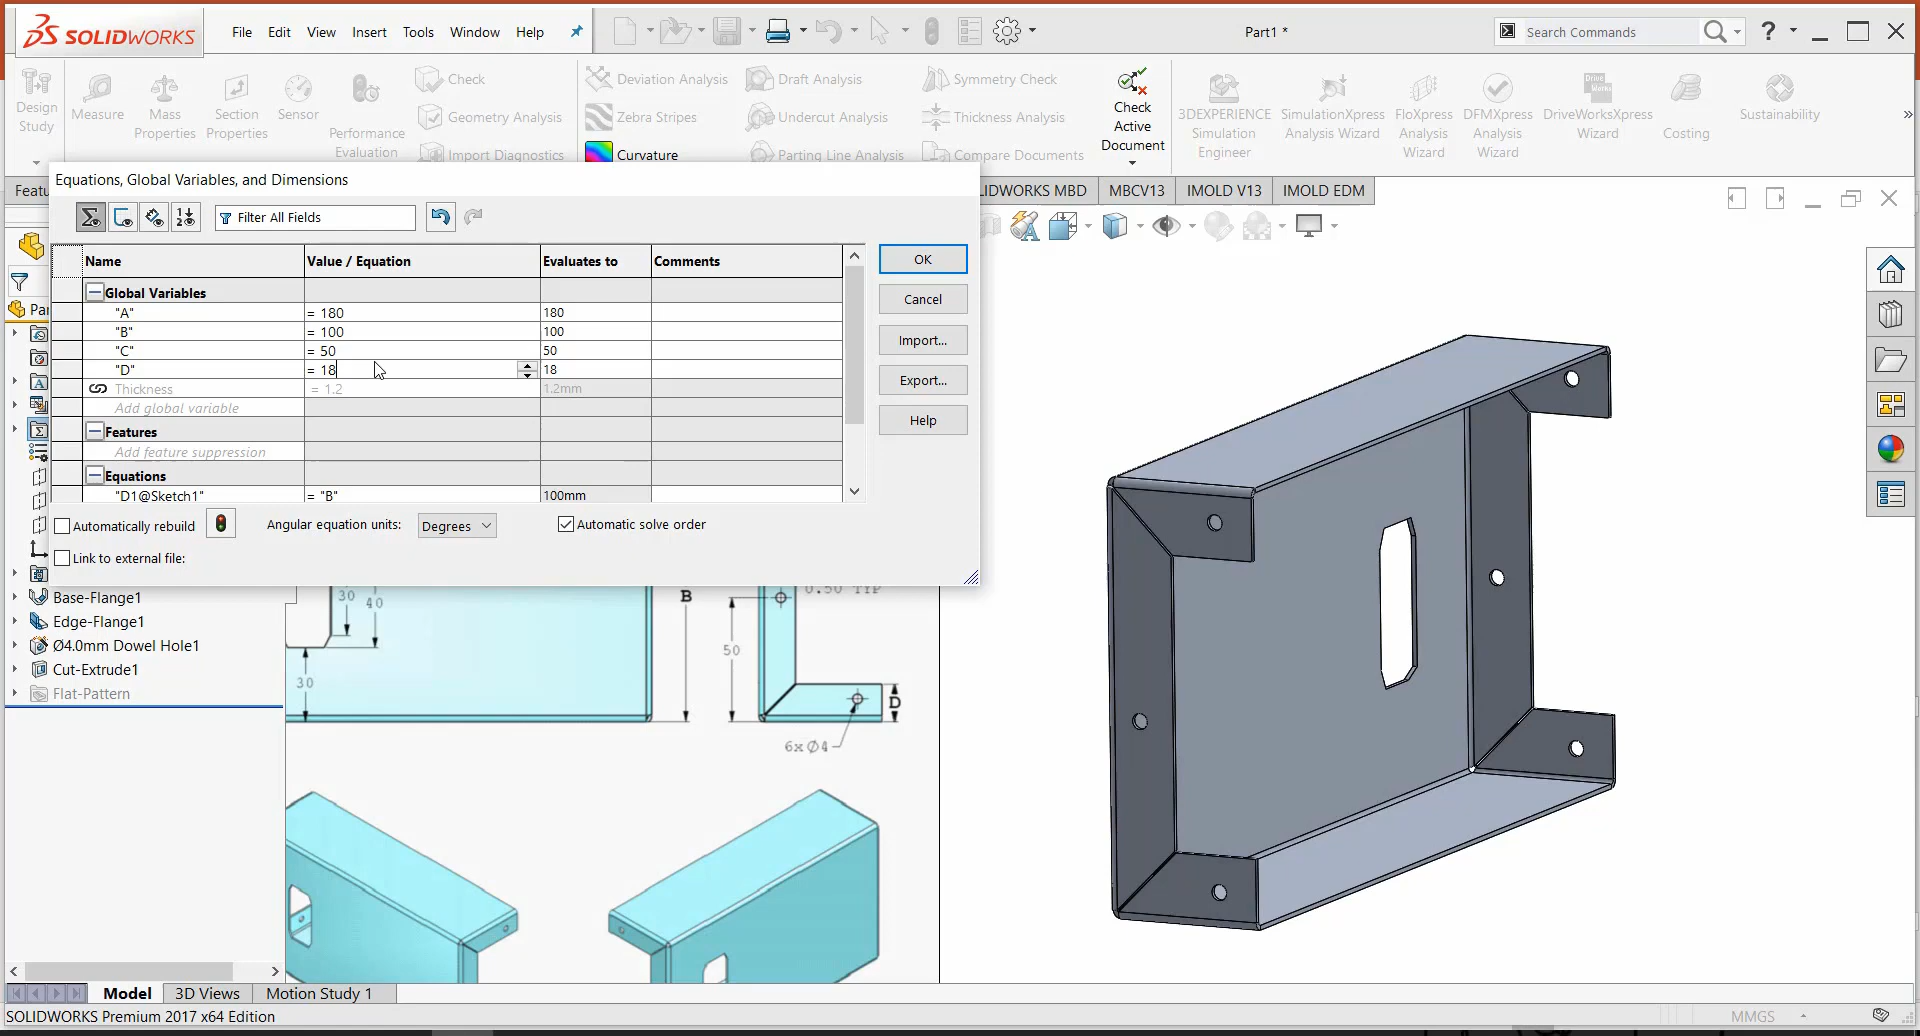 SOLIDWORKS
File Edit View Insert Tools Window Help
Part1 *
Search Commands
?
Design Study
Measure
Mass Properties
Section Properties
Sensor
Performance Evaluation
Check
Geometry Analysis
Import Diagnostics
Deviation Analysis
Zebra Stripes
Curvature
Draft Analysis
Undercut Analysis
Parting Line Analysis
Symmetry Check
Thickness Analysis
Compare Documents
Check Active Document
3DEXPERIENCE Simulation Engineer
SimulationXpress Analysis Wizard
FloXpress Analysis Wizard
DFMXpress Analysis Wizard
DriveWorksXpress Wizard
Costing
Sustainability
»
Featu
LIDWORKS MBD MBCV13 IMOLD V13 IMOLD EDM
Equations, Global Variables, and Dimensions
Filter All Fields
Name Value / Equation Evaluates to Comments
Global Variables
"A" = 180 180
"B" = 100 100
"C" = 50 50
"D" = 18 18
Thickness = 1.2 1.2mm
Add global variable
Features
Add feature suppression
Equations
"D1@Sketch1" = "B" 100mm
OK
Cancel
Import...
Export...
Help
Automatically rebuild
Angular equation units: Degrees
Automatic solve order
Link to external file:
Par
Base-Flange1
Edge-Flange1
Ø4.0mm Dowel Hole1
Cut-Extrude1
Flat-Pattern
30 40
30
B
50
0.50 TYP
D
6x Ø4
Model 3D Views Motion Study 1
SOLIDWORKS Premium 2017 x64 Edition
MMGS